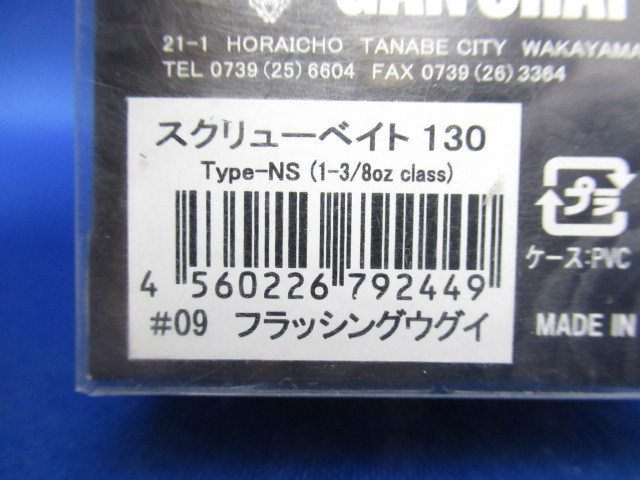 GAN CRAFT
21-1 HORAICHO TANABE CITY WAKAYAMA
TEL 0739 (25) 6604 FAX 0739 (26) 3364
スクリューベイト 130
Type-NS (1-3/8oz class)
4 560226 792449
#09 フラッシングウグイ
プラ
ケース:PVC
MADE IN